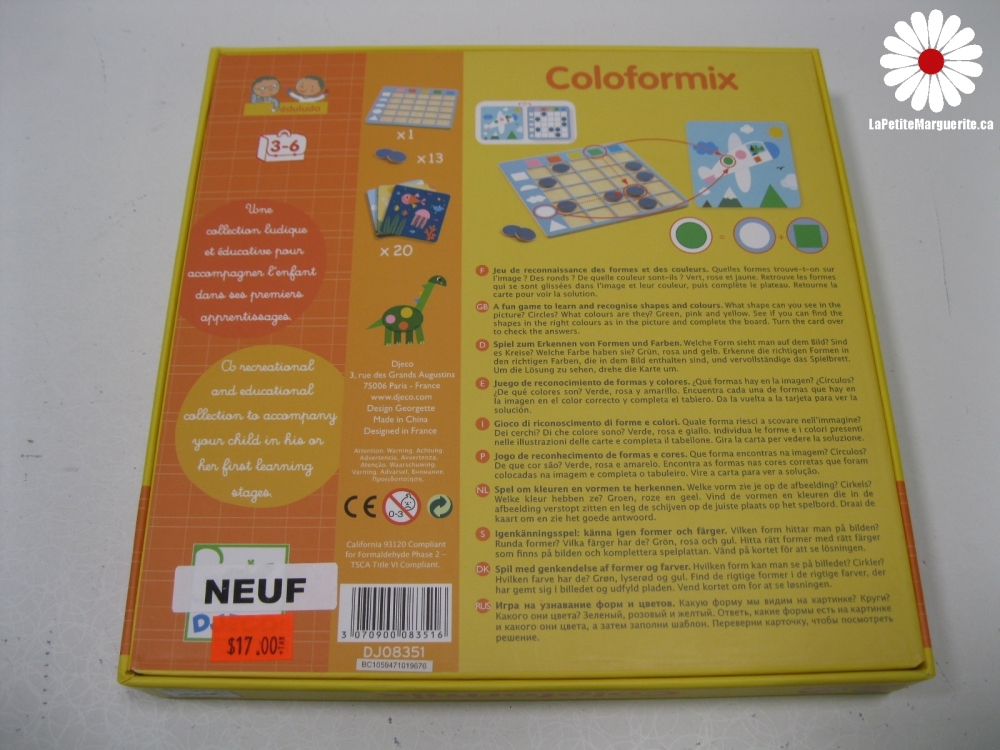 LaPetiteMarguerite.ca
éduludo
3-6
Une
collection ludique
et éducative pour
accompagner l'enfant
dans ses premiers
apprentissages.
A recreational
and educational
collection to accompany
your child in his or
her first learning
stages.
NEUF
$17.00
x 1
x 13
x 20
Djeco
3, rue des Grands Augustins
75006 Paris - France
www.djeco.com
Design Georgette
Made in China
Designed in France
Attention. Warning. Achtung.
Advertencia. Avvertenza.
Atenção. Waarschuwing.
Varning. Advarsel. Внимание.
Προειδοποίηση.
CE
0-3
California 93120 Compliant
for Formaldehyde Phase 2 -
TSCA Title VI Compliant.
3 070900 083516
DJ08351
BC1059471019070
Coloformix
F Jeu de reconnaissance des formes et des couleurs. Quelles formes trouve-t-on sur
l'image ? Des ronds ? De quelle couleur sont-ils ? Vert, rose et jaune. Retrouve les formes
qui se sont glissées dans l'image et leur couleur, puis complète le plateau. Retourne la
carte pour voir la solution.
GB A fun game to learn and recognise shapes and colours. What shape can you see in the
picture? Circles? What colours are they? Green, pink and yellow. See if you can find the
shapes in the right colours as in the picture and complete the board. Turn the card over
to check the answers.
D Spiel zum Erkennen von Formen und Farben. Welche Form sieht man auf dem Bild? Sind
es Kreise? Welche Farbe haben sie? Grün, rosa und gelb. Erkenne die richtigen Formen in
den richtigen Farben, die in dem Bild enthalten sind, und vervollständige das Spielbrett.
Um die Lösung zu sehen, drehe die Karte um.
E Juego de reconocimiento de formas y colores. ¿Qué formas hay en la imagen? ¿Círculos?
¿De qué colores son? Verde, rosa y amarillo. Encuentra cada una de formas que hay en
la imagen en el color correcto y completa el tablero. Da la vuelta a la tarjeta para ver la
solución.
I Gioco di riconoscimento di forme e colori. Quale forma riesci a scovare nell'immagine?
Dei cerchi? Di che colore sono? Verde, rosa e giallo. Individua le forme e i colori presenti
nelle illustrazioni delle carte e completa il tabellone. Gira la carta per vedere la soluzione.
P Jogo de reconhecimento de formas e cores. Que forma encontras na imagem? Círculos?
De que cor são? Verde, rosa e amarelo. Encontra as formas nas cores corretas que foram
colocadas na imagem e completa o tabuleiro. Vire a carta para ver a solução.
NL Spel om kleuren en vormen te herkennen. Welke vorm zie je op de afbeelding? Cirkels?
Welke kleur hebben ze? Groen, roze en geel. Vind de vormen en kleuren die in de
afbeelding verstopt zitten en leg de schijven op de juiste plaats op het spelbord. Draai de
kaart om en zie het goede antwoord.
S Igenkänningsspel: känna igen former och färger. Vilken form hittar man på bilden?
Runda former? Vilka färger har de? Grön, rosa och gul. Hitta rätt former med rätt färger
som finns på bilden och komplettera spelplattan. Vänd på kortet för att se lösningen.
DK Spil med genkendelse af former og farver. Hvilken form kan man se på billedet? Cirkler?
Hvilken farve har de? Grøn, lyserød og gul. Find de rigtige former i de rigtige farver, der
har gemt sig i billedet og udfyld pladen. Vend kortet om for at se løsningen.
RUS Игра на узнавание форм и цветов. Какую форму мы видим на картинке? Круги?
Какого они цвета? Зеленый, розовый и желтый. Ответь, какие формы есть на картинке
и какого они цвета, а затем заполни шаблон. Переверни карточку, чтобы посмотреть
решение.